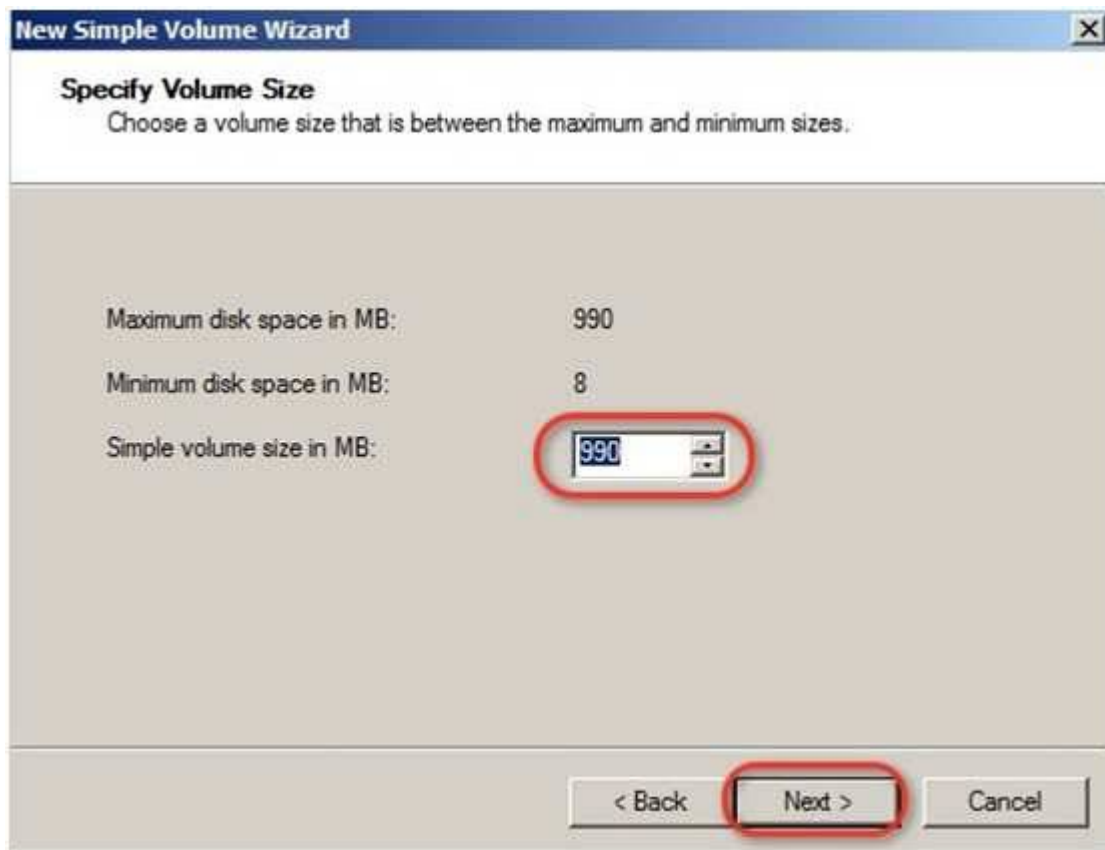 New Simple Volume Wizard
Specify Volume Size
Choose a volume size that is between the maximum and minimum sizes.
Maximum disk space in MB: 990
Minimum disk space in MB: 8
Simple volume size in MB: 990
< Back Next > Cancel